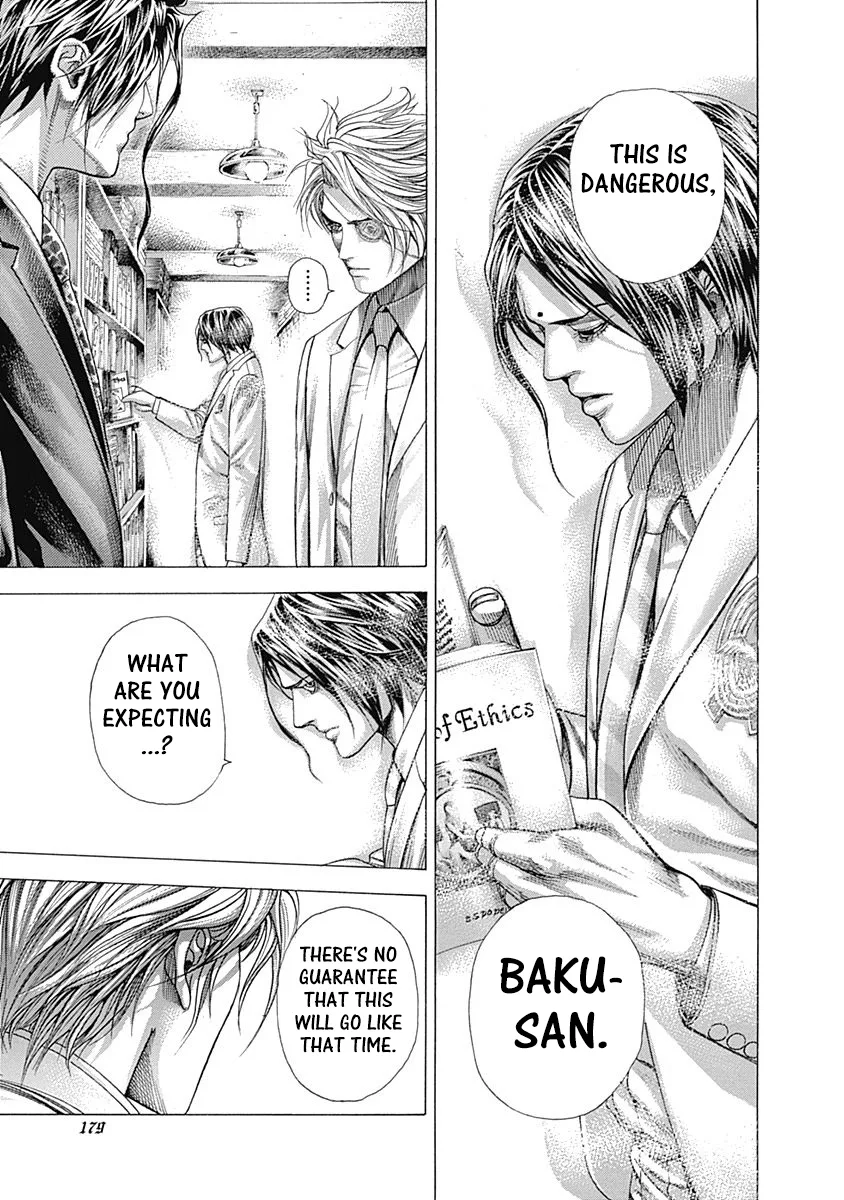 THIS IS
DANGEROUS,
of Ethics
BAKU-
SAN.
......
WHAT
ARE YOU
EXPECTING
...?
THERE'S NO
GUARANTEE
THAT THIS
WILL GO LIKE
THAT TIME.
179